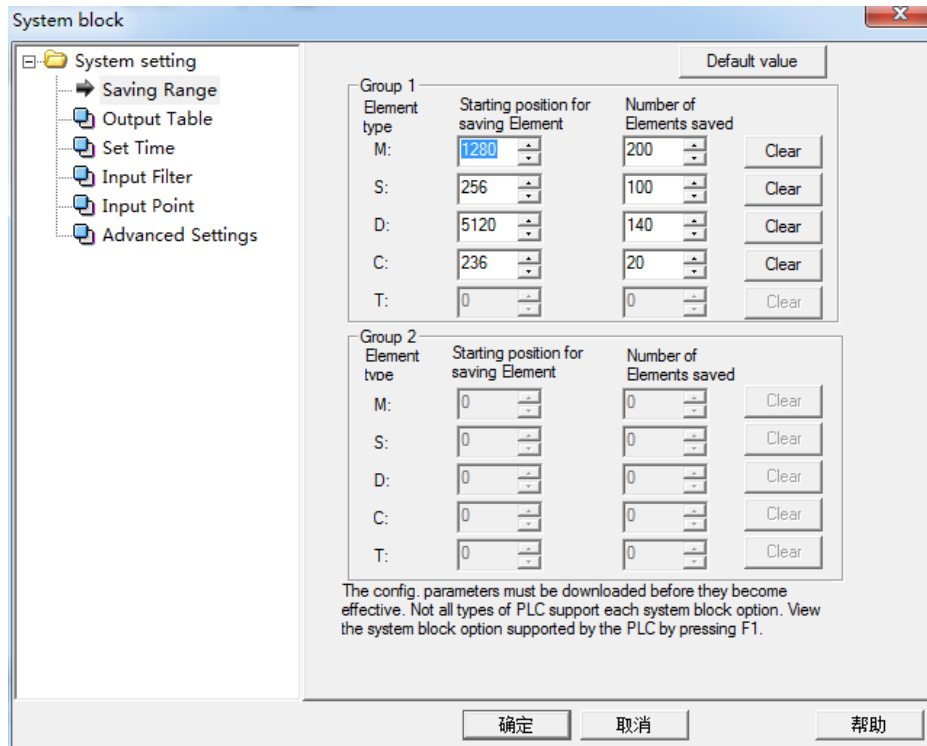 System block
X
System setting
Saving Range
Output Table
Set Time
Input Filter
Input Point
Advanced Settings
Default value
Group 1
Element type
Starting position for saving Element
Number of Elements saved
M: 1280 200 Clear
S: 256 100 Clear
D: 5120 140 Clear
C: 236 20 Clear
T: 0 0 Clear
Group 2
Element type
Starting position for saving Element
Number of Elements saved
M: 0 0 Clear
S: 0 0 Clear
D: 0 0 Clear
C: 0 0 Clear
T: 0 0 Clear
The config. parameters must be downloaded before they become
effective. Not all types of PLC support each system block option. View
the system block option supported by the PLC by pressing F1.
确定 取消 帮助